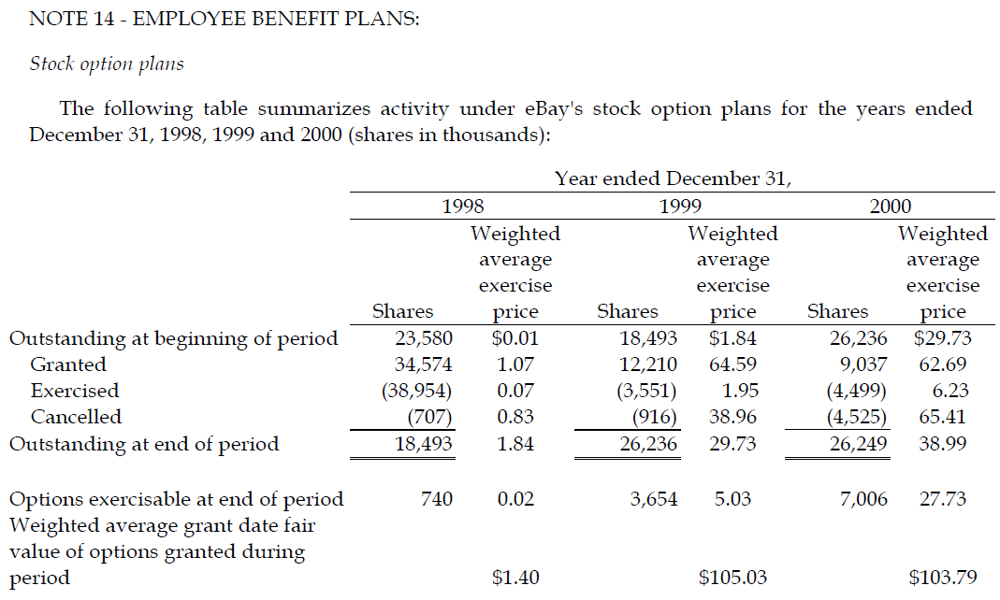 NOTE 14 - EMPLOYEE BENEFIT PLANS:
Stock option plans
The following table summarizes activity under eBay's stock option plans for the years ended
December 31, 1998, 1999 and 2000 (shares in thousands):
Year ended December 31,
1998 1999 2000
Weighted Weighted Weighted
average average average
exercise exercise exercise
Shares price Shares price Shares price
Outstanding at beginning of period 23,580 $0.01 18,493 $1.84 26,236 $29.73
Granted 34,574 1.07 12,210 64.59 9,037 62.69
Exercised (38,954) 0.07 (3,551) 1.95 (4,499) 6.23
Cancelled (707) 0.83 (916) 38.96 (4,525) 65.41
Outstanding at end of period 18,493 1.84 26,236 29.73 26,249 38.99
Options exercisable at end of period 740 0.02 3,654 5.03 7,006 27.73
Weighted average grant date fair
value of options granted during
period $1.40 $105.03 $103.79